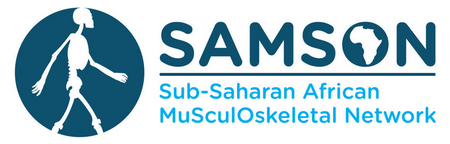 SAMSON
Sub-Saharan African
MuSculOskeletal Network